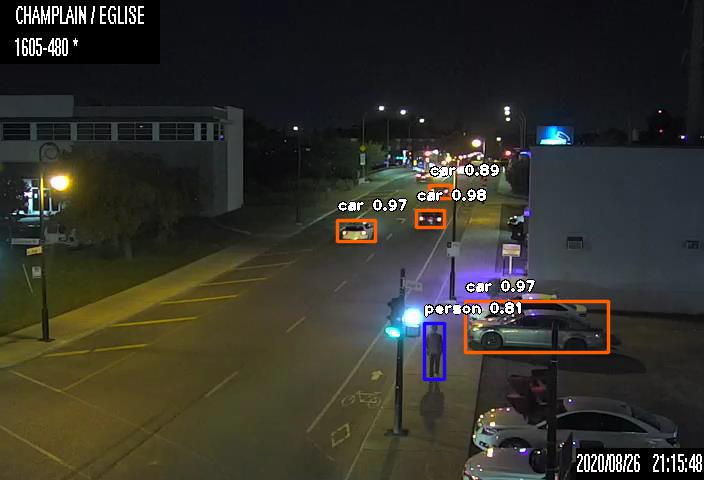 CHAMPLAIN / EGLISE
1605-480 *
car 0.89
car 0.98
car 0.97
car 0.97
person 0.81
2020/08/26 21:15:48